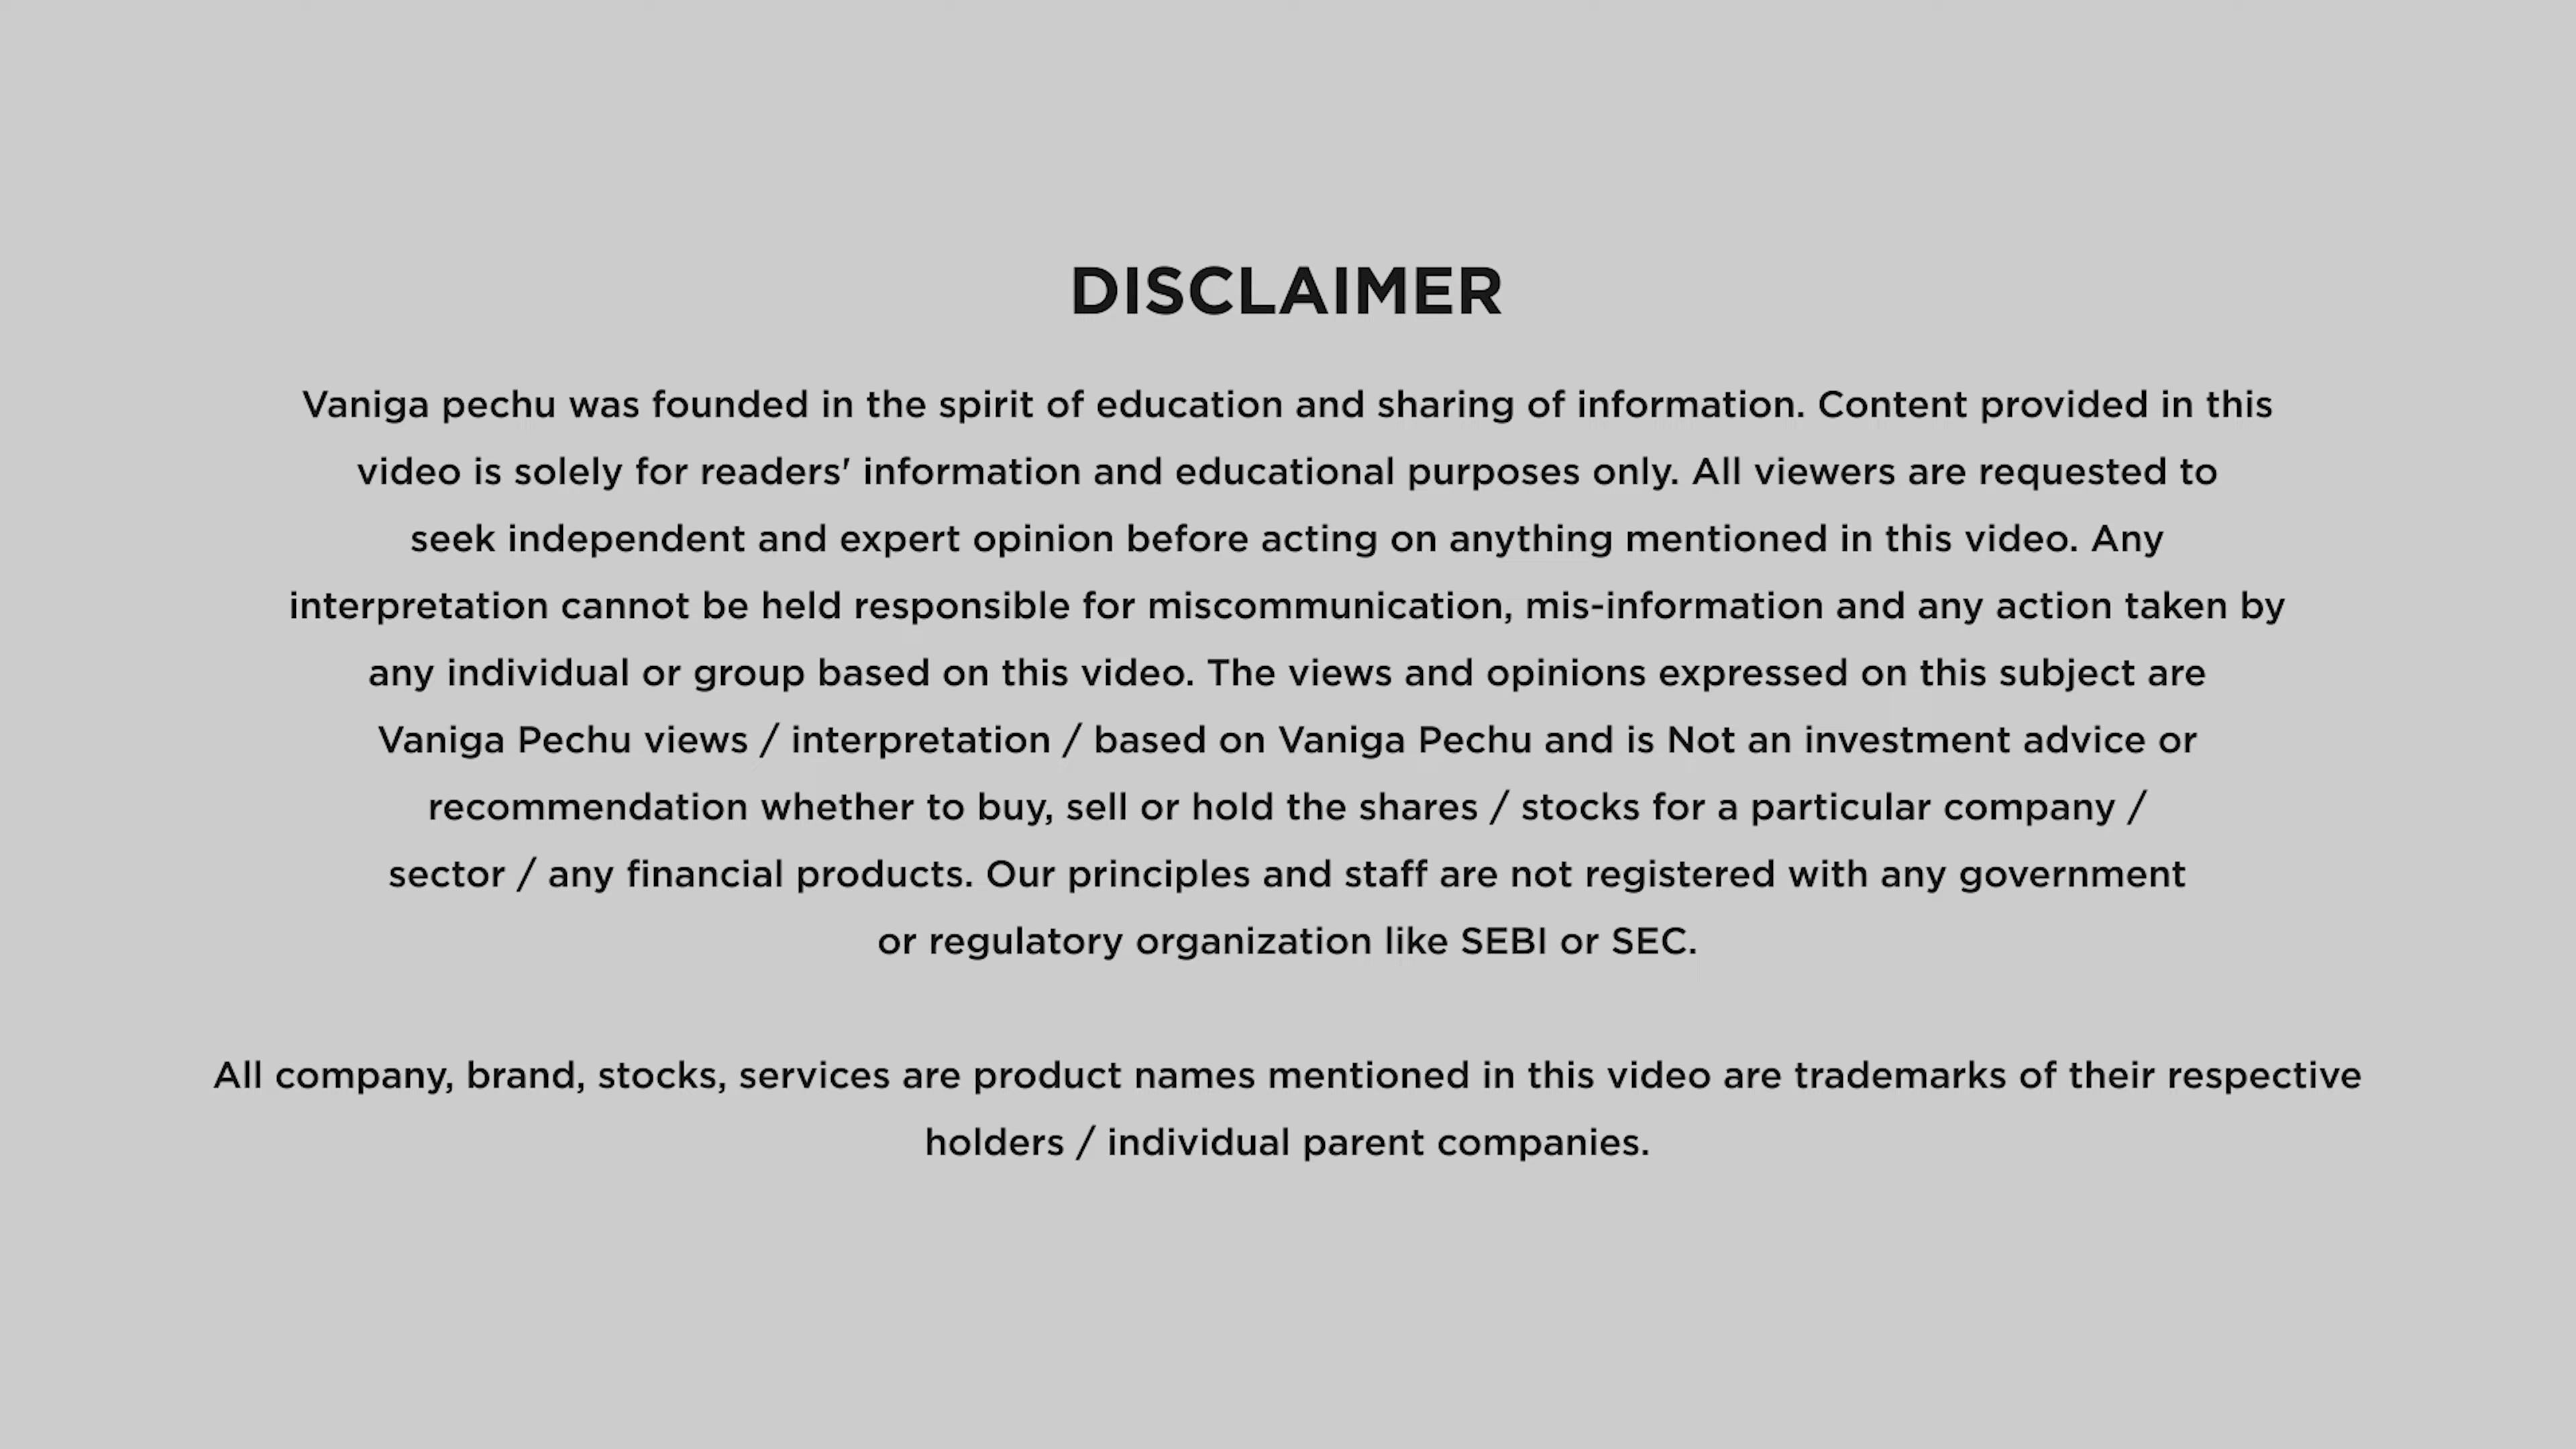 DISCLAIMER
Vaniga pechu was founded in the spirit of education and sharing of information. Content provided in this
video is solely for readers' information and educational purposes only. All viewers are requested to
seek independent and expert opinion before acting on anything mentioned in this video. Any
interpretation cannot be held responsible for miscommunication, mis-information and any action taken by
any individual or group based on this video. The views and opinions expressed on this subject are
Vaniga Pechu views / interpretation / based on Vaniga Pechu and is Not an investment advice or
recommendation whether to buy, sell or hold the shares / stocks for a particular company /
sector / any financial products. Our principles and staff are not registered with any government
or regulatory organization like SEBI or SEC.
All company, brand, stocks, services are product names mentioned in this video are trademarks of their respective
holders / individual parent companies.